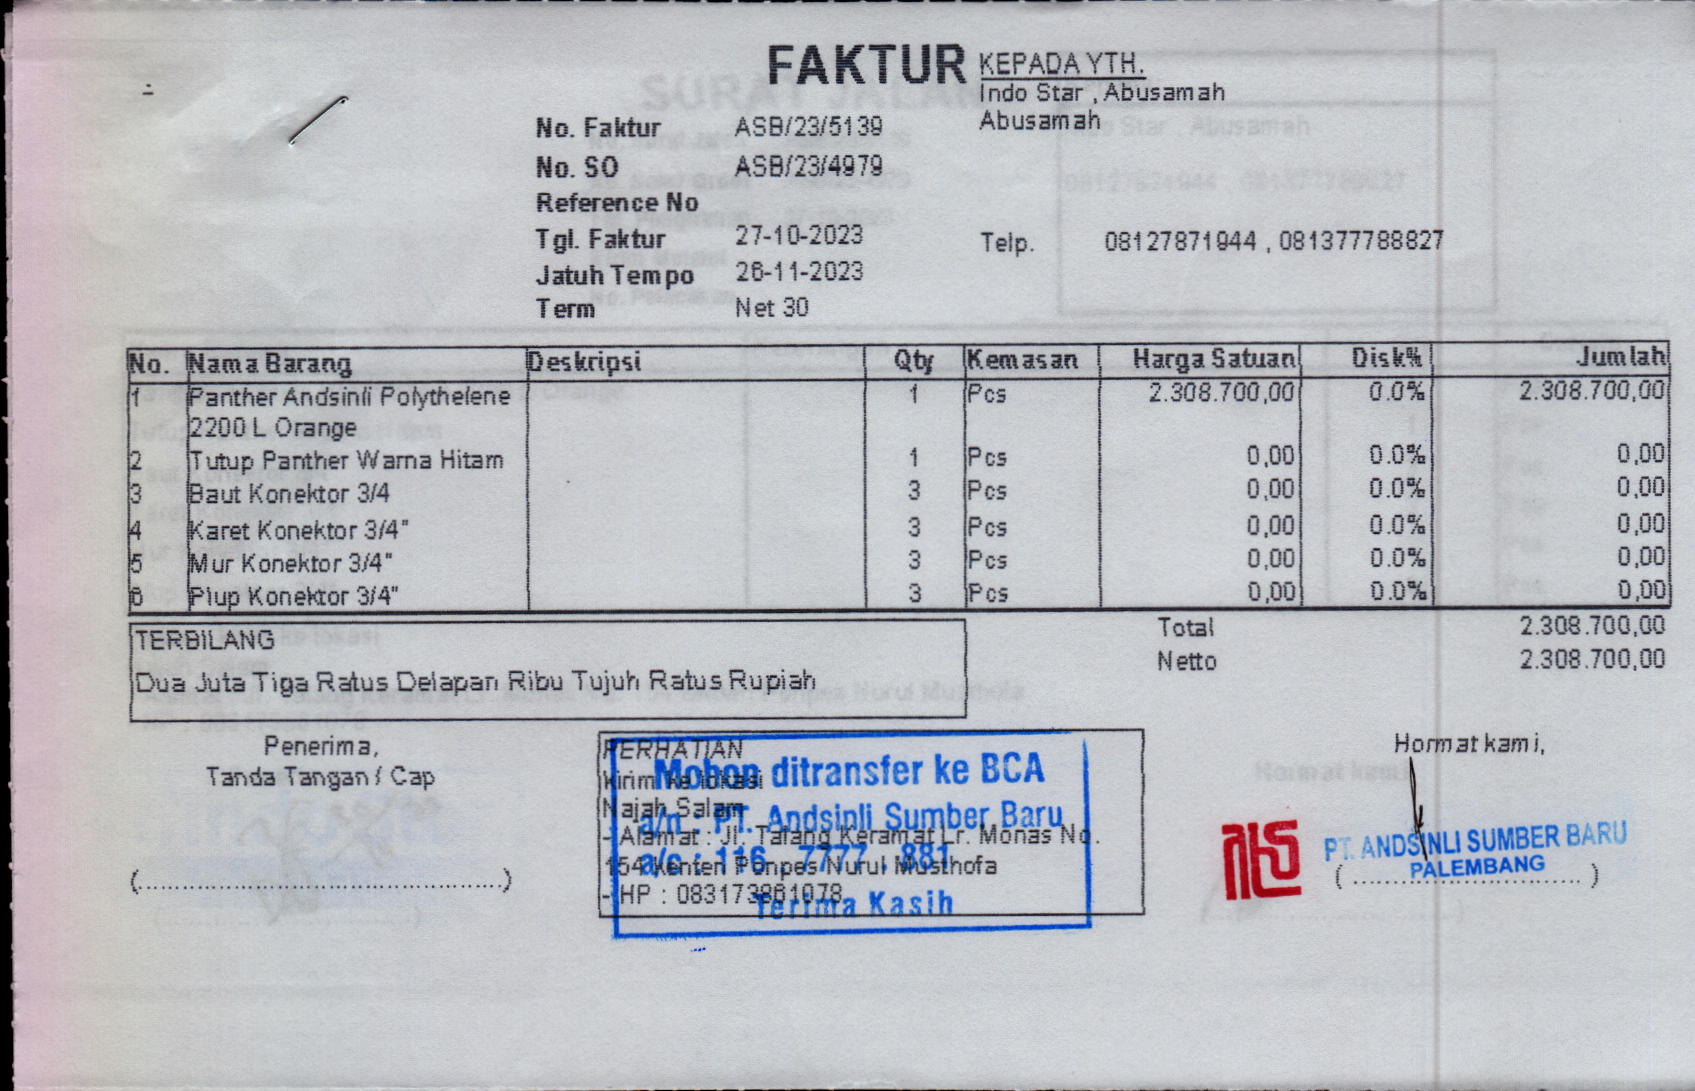 FAKTUR
KEPADA YTH.
Indo Star , Abusamah
Abusamah
No. Faktur ASB/23/5139
No. SO ASB/23/4979
Reference No
Tgl. Faktur 27-10-2023
Telp. 08127871944 , 081377788827
Jatuh Tempo 26-11-2023
Term Net 30
No. Nama Barang Deskripsi Qty Kemasan Harga Satuan Disk% Jumlah
1 Panther Andsinli Polythelene 1 Pcs 2.308.700,00 0.0% 2.308.700,00
2200 L Orange
2 Tutup Panther Warna Hitam 1 Pcs 0,00 0.0% 0,00
3 Baut Konektor 3/4 3 Pcs 0,00 0.0% 0,00
4 Karet Konektor 3/4" 3 Pcs 0,00 0.0% 0,00
5 Mur Konektor 3/4" 3 Pcs 0,00 0.0% 0,00
6 Plup Konektor 3/4" 3 Pcs 0,00 0.0% 0,00
TERBILANG
Dua Juta Tiga Ratus Delapan Ribu Tujuh Ratus Rupiah
Total 2.308.700,00
Netto 2.308.700,00
Penerima,
Tanda Tangan / Cap
(................................................)
PERHATIAN
kirim ke lokasi
Najah Salam
- Alamat : Jl. Talang Keramat Lr. Monas No.
154 Kenten Ponpes Nurul Musthofa
- HP : 083173861078
Mohon ditransfer ke BCA
a/n : PT. Andsinli Sumber Baru
a/c : 116 . 7777 . 881
Terima Kasih
Hormat kami,
PT. ANDSINLI SUMBER BARU
PALEMBANG
(..............................)